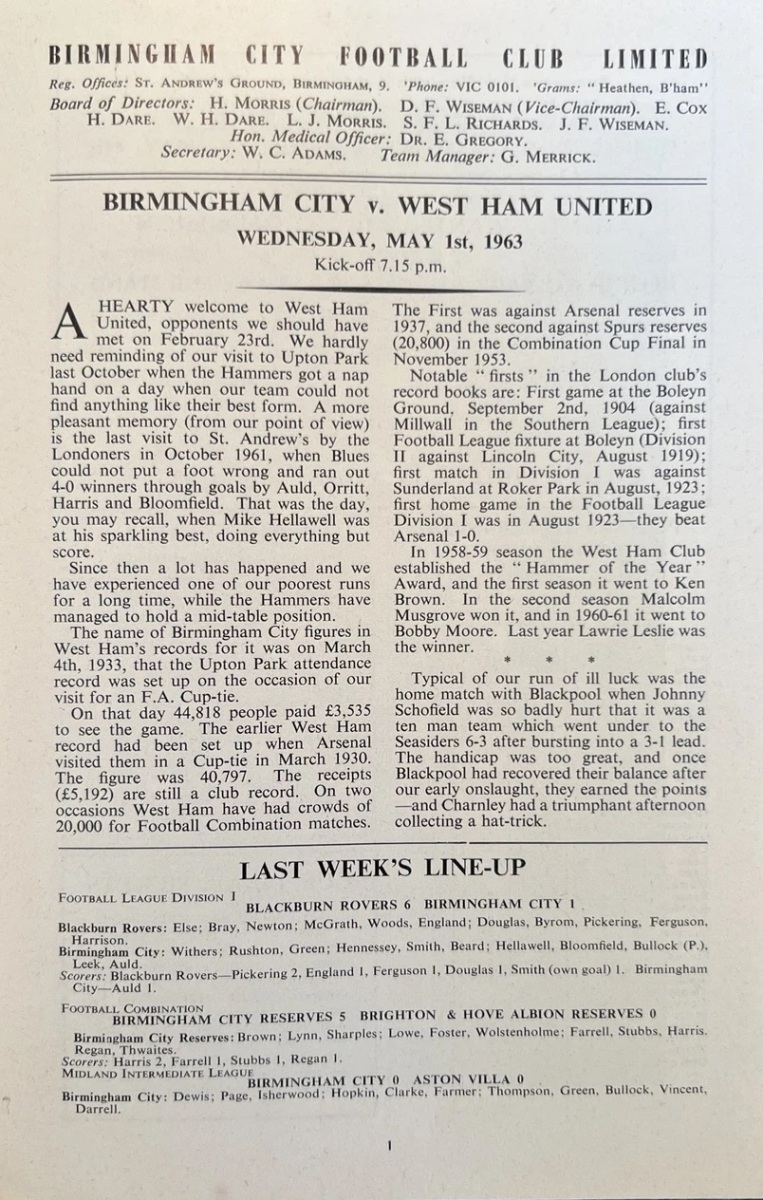 BIRMINGHAM CITY FOOTBALL CLUB LIMITED
Reg. Offices: ST. ANDREW'S GROUND, BIRMINGHAM, 9. 'Phone: VIC 0101. 'Grams: "Heathen, B'ham"
Board of Directors: H. MORRIS (Chairman). D. F. WISEMAN (Vice-Chairman). E. COX
H. DARE. W. H. DARE. L. J. MORRIS. S. F. L. RICHARDS. J. F. WISEMAN.
Hon. Medical Officer: DR. E. GREGORY.
Secretary: W. C. ADAMS. Team Manager: G. MERRICK.
BIRMINGHAM CITY v. WEST HAM UNITED
WEDNESDAY, MAY 1st, 1963
Kick-off 7.15 p.m.
A HEARTY welcome to West Ham
United, opponents we should have
met on February 23rd. We hardly
need reminding of our visit to Upton Park
last October when the Hammers got a nap
hand on a day when our team could not
find anything like their best form. A more
pleasant memory (from our point of view)
is the last visit to St. Andrew's by the
Londoners in October 1961, when Blues
could not put a foot wrong and ran out
4-0 winners through goals by Auld, Orritt,
Harris and Bloomfield. That was the day,
you may recall, when Mike Hellawell was
at his sparkling best, doing everything but
score.
Since then a lot has happened and we
have experienced one of our poorest runs
for a long time, while the Hammers have
managed to hold a mid-table position.
The name of Birmingham City figures in
West Ham's records for it was on March
4th, 1933, that the Upton Park attendance
record was set up on the occasion of our
visit for an F.A. Cup-tie.
On that day 44,818 people paid £3,535
to see the game. The earlier West Ham
record had been set up when Arsenal
visited them in a Cup-tie in March 1930.
The figure was 40,797. The receipts
(£5,192) are still a club record. On two
occasions West Ham have had crowds of
20,000 for Football Combination matches.
The First was against Arsenal reserves in
1937, and the second against Spurs reserves
(20,800) in the Combination Cup Final in
November 1953.
Notable "firsts" in the London club's
record books are: First game at the Boleyn
Ground, September 2nd, 1904 (against
Millwall in the Southern League); first
Football League fixture at Boleyn (Division
II against Lincoln City, August 1919);
first match in Division I was against
Sunderland at Roker Park in August, 1923;
first home game in the Football League
Division I was in August 1923—they beat
Arsenal 1-0.
In 1958-59 season the West Ham Club
established the "Hammer of the Year"
Award, and the first season it went to Ken
Brown. In the second season Malcolm
Musgrove won it, and in 1960-61 it went to
Bobby Moore. Last year Lawrie Leslie was
the winner.
* * *
Typical of our run of ill luck was the
home match with Blackpool when Johnny
Schofield was so badly hurt that it was a
ten man team which went under to the
Seasiders 6-3 after bursting into a 3-1 lead.
The handicap was too great, and once
Blackpool had recovered their balance after
our early onslaught, they earned the points
—and Charnley had a triumphant afternoon
collecting a hat-trick.
LAST WEEK'S LINE-UP
FOOTBALL LEAGUE DIVISION I
BLACKBURN ROVERS 6 BIRMINGHAM CITY 1
Blackburn Rovers: Else; Bray, Newton; McGrath, Woods, England; Douglas, Byrom, Pickering, Ferguson,
Harrison.
Birmingham City: Withers; Rushton, Green; Hennessey, Smith, Beard; Hellawell, Bloomfield, Bullock (P.),
Leek, Auld.
Scorers: Blackburn Rovers—Pickering 2, England 1, Ferguson 1, Douglas 1, Smith (own goal) 1. Birmingham
City—Auld 1.
FOOTBALL COMBINATION
BIRMINGHAM CITY RESERVES 5 BRIGHTON & HOVE ALBION RESERVES 0
Birmingham City Reserves: Brown; Lynn, Sharples; Lowe, Foster, Wolstenholme; Farrell, Stubbs, Harris.
Regan, Thwaites.
Scorers: Harris 2, Farrell 1, Stubbs 1, Regan 1.
MIDLAND INTERMEDIATE LEAGUE
BIRMINGHAM CITY 0 ASTON VILLA 0
Birmingham City: Dewis; Page, Isherwood; Hopkin, Clarke, Farmer; Thompson, Green, Bullock, Vincent,
Darrell.
1